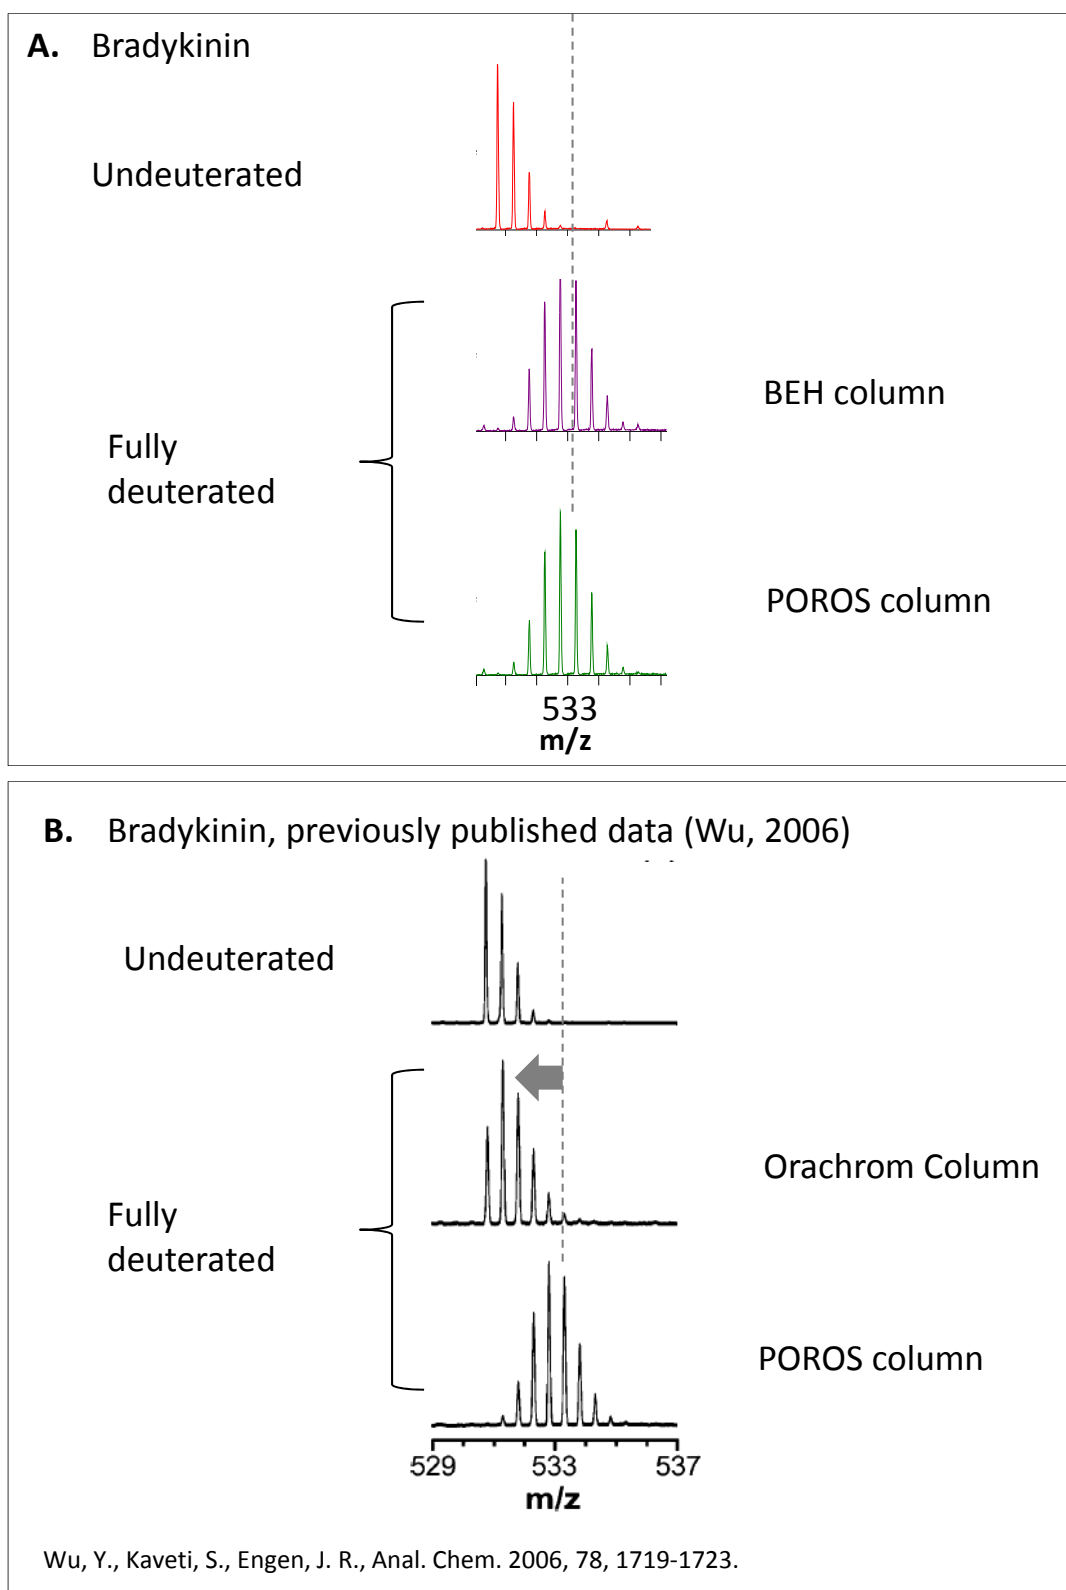 A. Bradykinin
Undeuterated
BEH column
Fully
deuterated
POROS column
533
m/z
B. Bradykinin, previously published data (Wu, 2006)
Undeuterated
Orachrom Column
Fully
deuterated
POROS column
529 533 537
m/z
Wu, Y., Kaveti, S., Engen, J. R., Anal. Chem. 2006, 78, 1719-1723.